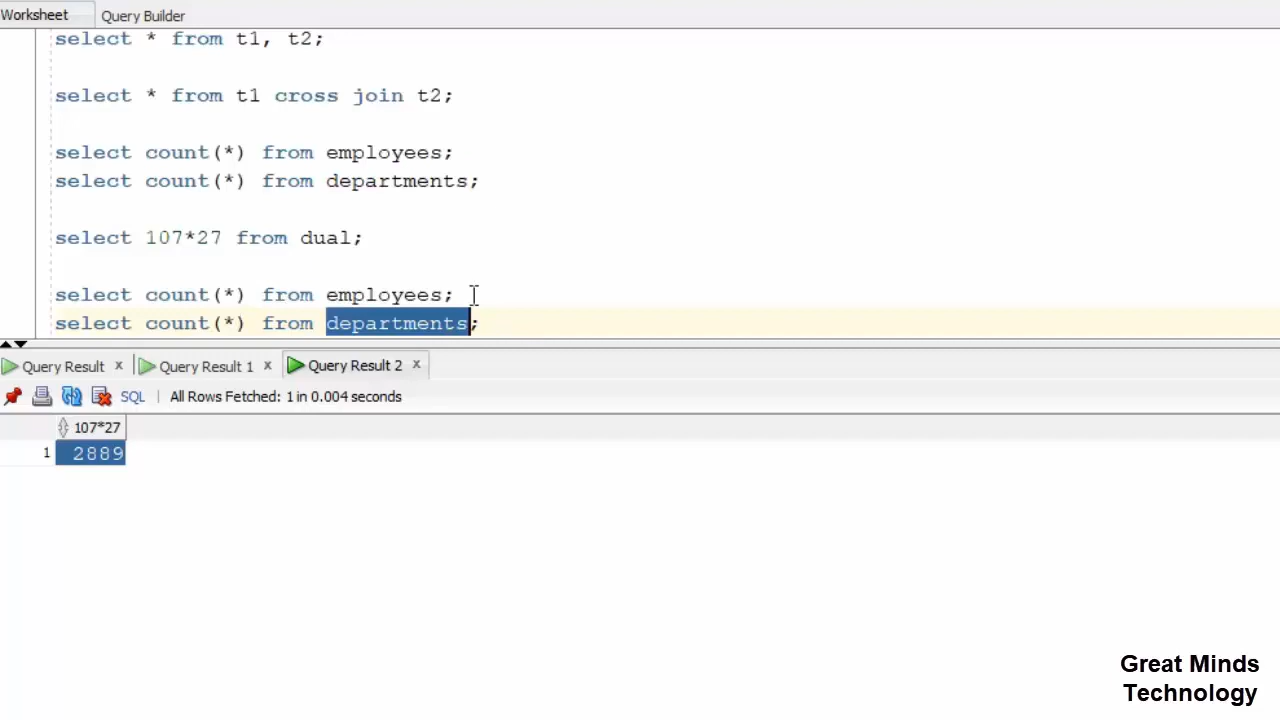 Worksheet Query Builder
select * from t1, t2;
select * from t1 cross join t2;
select count(*) from employees;
select count(*) from departments;
select 107*27 from dual;
select count(*) from employees;
select count(*) from departments;
Query Result × Query Result 1 × Query Result 2 ×
SQL | All Rows Fetched: 1 in 0.004 seconds
107*27
1 2889
Great Minds
Technology